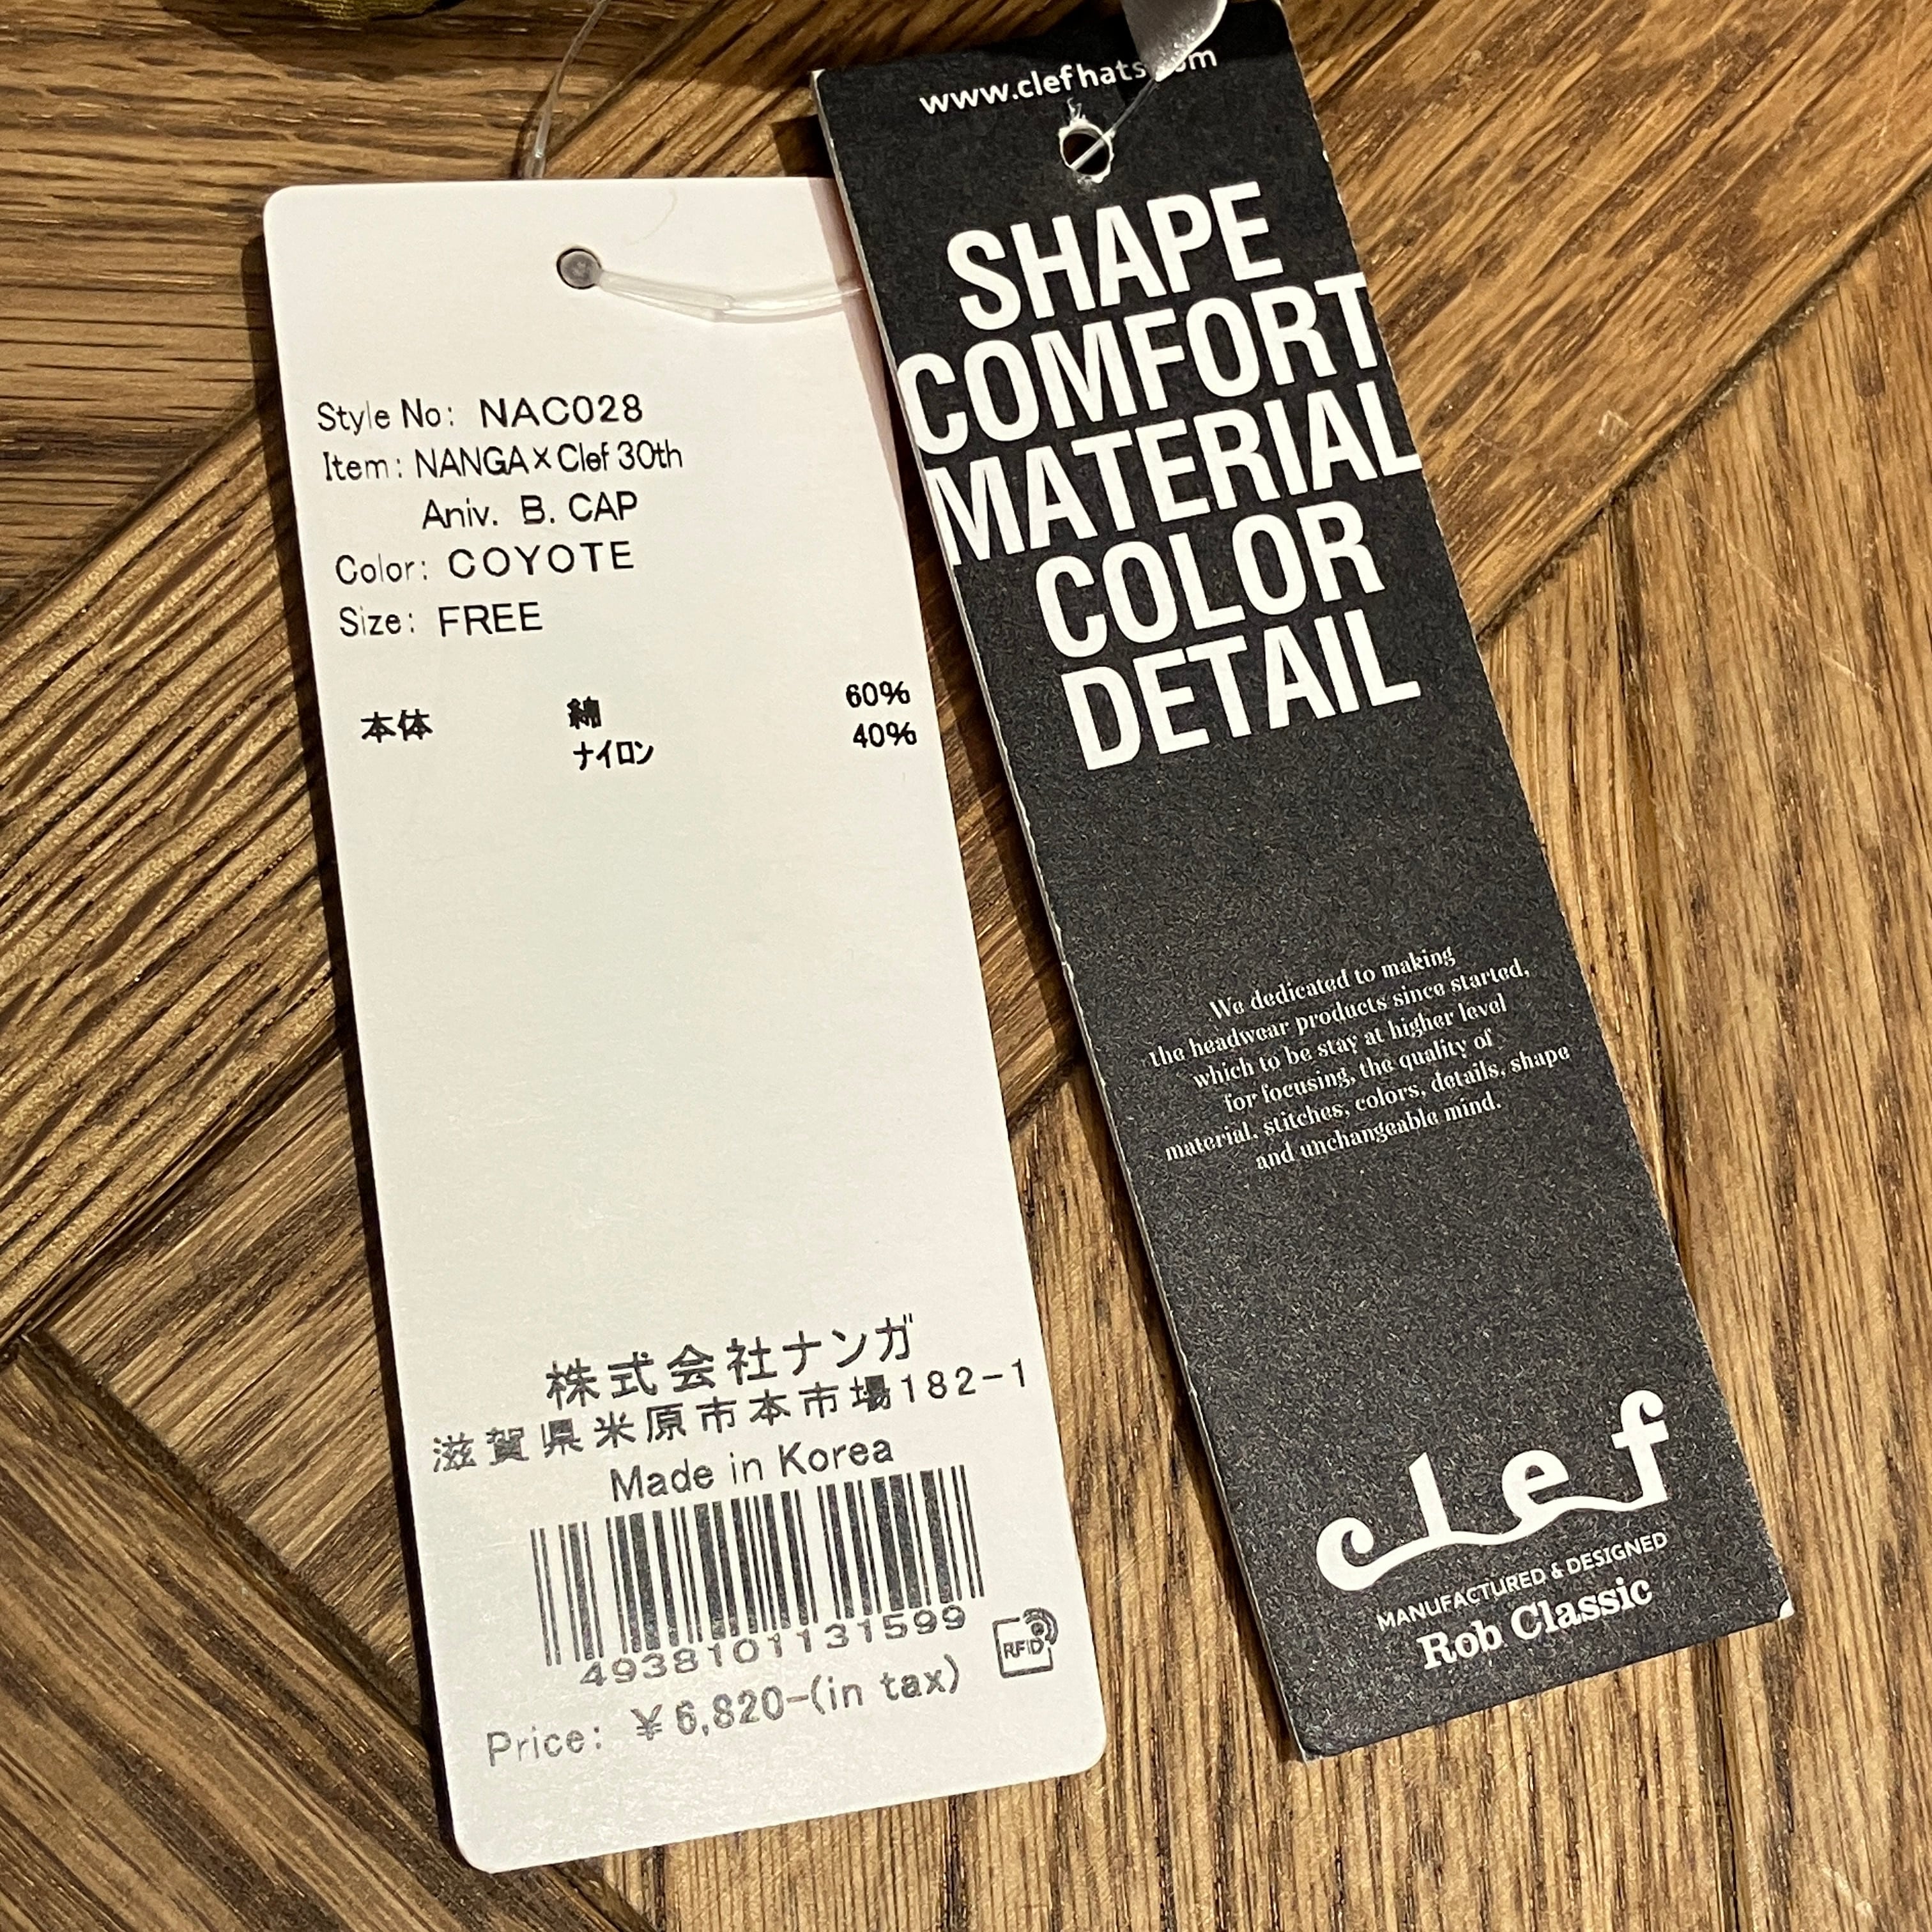 Style No: NAC028
Item: NANGA×Clef 30th
Aniv. B. CAP
Color: COYOTE
Size: FREE
本体 綿 60%
ナイロン 40%
株式会社ナンガ
滋賀県米原市本市場182-1
Made in Korea
4938101131599
RFID
Price: ¥6,820-(in tax)
www.clefhats
SHAPE
COMFORT
MATERIAL
COLOR
DETAIL
We dedicated to making
the headwear products since started,
which to be stay at higher level
for focusing, the quality of
material, stitches, colors, details, shape
and unchangeable mind.
clef
MANUFACTURED & DESIGNED
Rob Classic